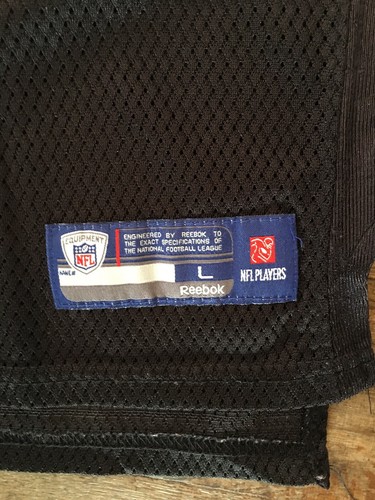 EQUIPMENT
NFL
ENGINEERED BY REEBOK TO
THE EXACT SPECIFICATIONS OF
THE NATIONAL FOOTBALL LEAGUE
L
Reebok
NFL PLAYERS